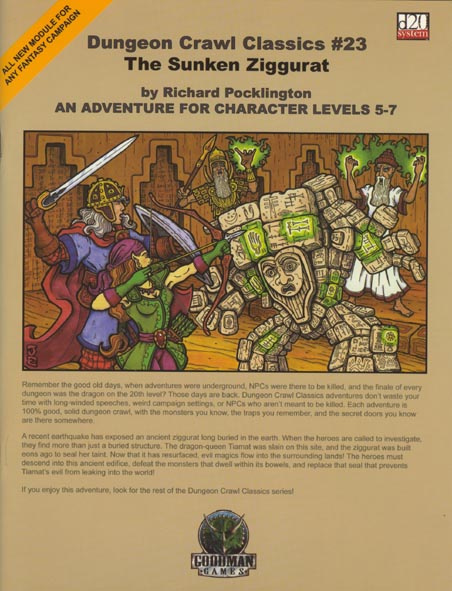 ALL NEW MODULE FOR
ANY FANTASY CAMPAIGN
d20
system
Dungeon Crawl Classics #23
The Sunken Ziggurat
by Richard Pocklington
AN ADVENTURE FOR CHARACTER LEVELS 5-7
Remember the good old days, when adventures were underground, NPCs were there to be killed, and the finale of every
dungeon was the dragon on the 20th level? Those days are back. Dungeon Crawl Classics adventures don't waste your
time with long-winded speeches, weird campaign settings, or NPCs who aren't meant to be killed. Each adventure is
100% good, solid dungeon crawl, with the monsters you know, the traps you remember, and the secret doors you know
are there somewhere.
A recent earthquake has exposed an ancient ziggurat long buried in the earth. When the heroes are called to investigate,
they find more than just a buried structure. The dragon-queen Tiamat was slain on this site, and the ziggurat was built
eons ago to seal her taint. Now that it has resurfaced, evil magics flow into the surrounding lands! The heroes must
descend into this ancient edifice, defeat the monsters that dwell within its bowels, and replace that seal that prevents
Tiamat's evil from leaking into the world!
If you enjoy this adventure, look for the rest of the Dungeon Crawl Classics series!
GOODMAN
GAMES